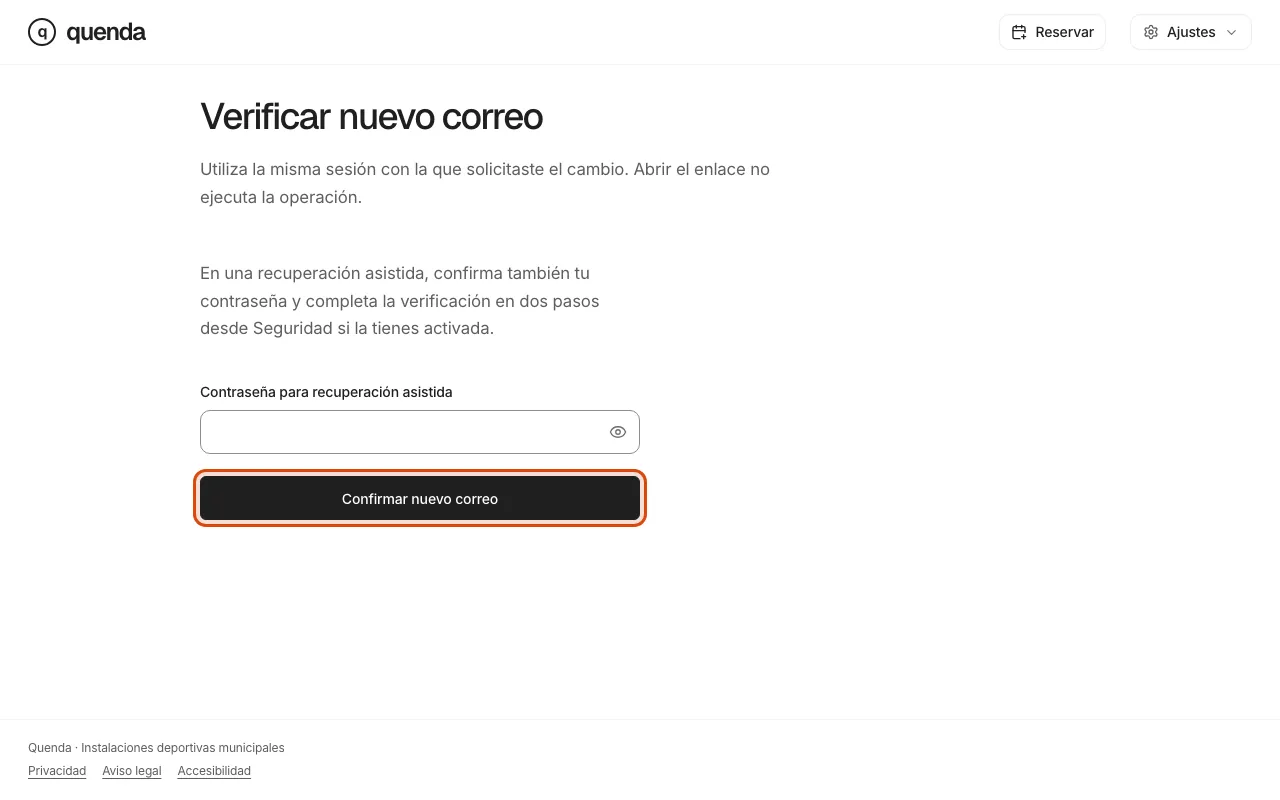 q quenda
Reservar
Ajustes
Verificar nuevo correo
Utiliza la misma sesión con la que solicitaste el cambio. Abrir el enlace no
ejecuta la operación.
En una recuperación asistida, confirma también tu
contraseña y completa la verificación en dos pasos
desde Seguridad si la tienes activada.
Contraseña para recuperación asistida
Confirmar nuevo correo
Quenda · Instalaciones deportivas municipales
Privacidad Aviso legal Accesibilidad